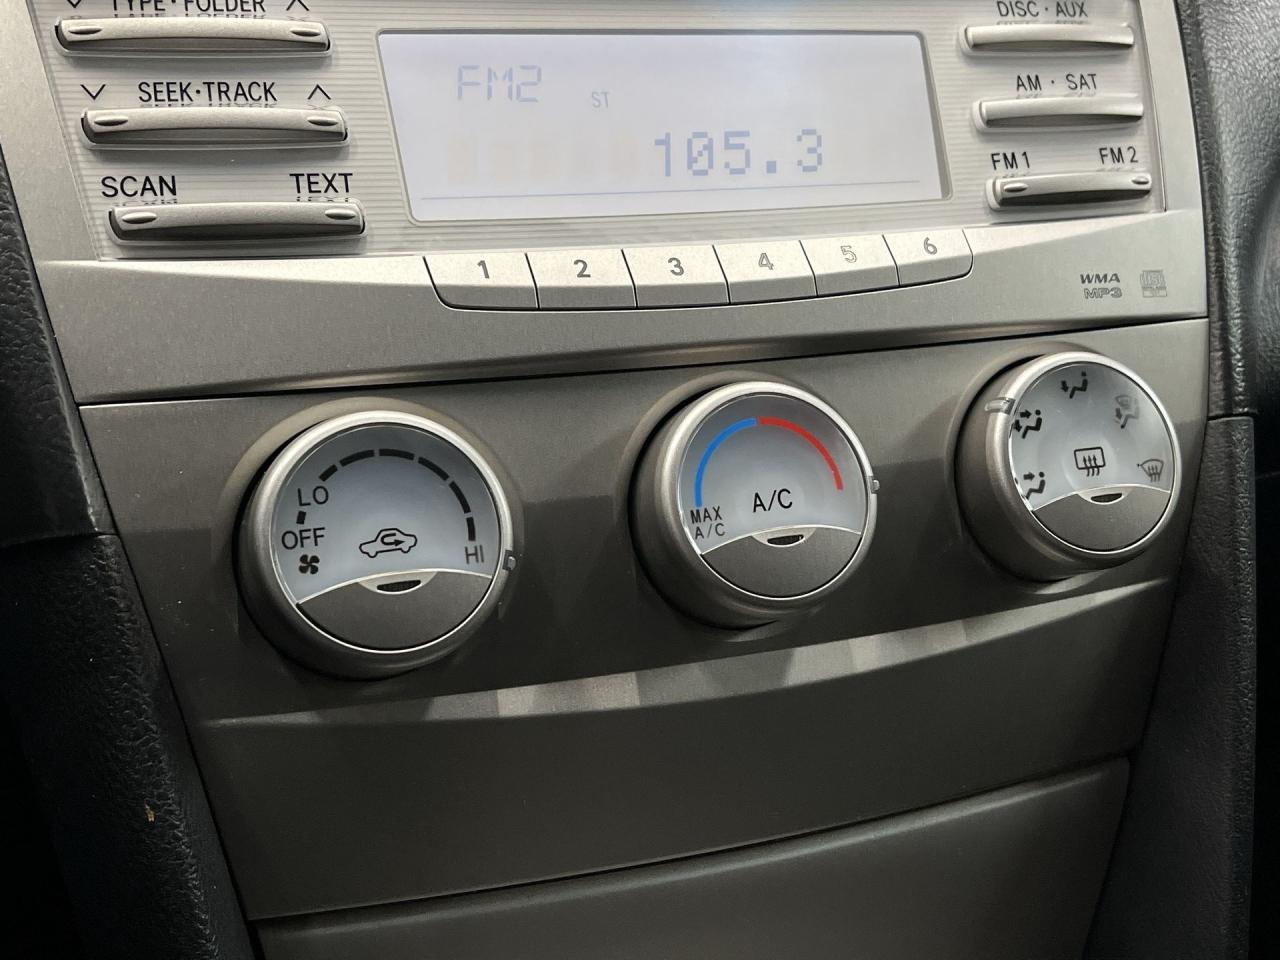 TYPE·FOLDER
DISC·AUX
SEEK·TRACK
AM·SAT
SCAN
TEXT
FM1
FM2
FM2
ST
105.3
1
2
3
4
5
6
WMA
MP3
LO
OFF
HI
MAX
A/C
A/C